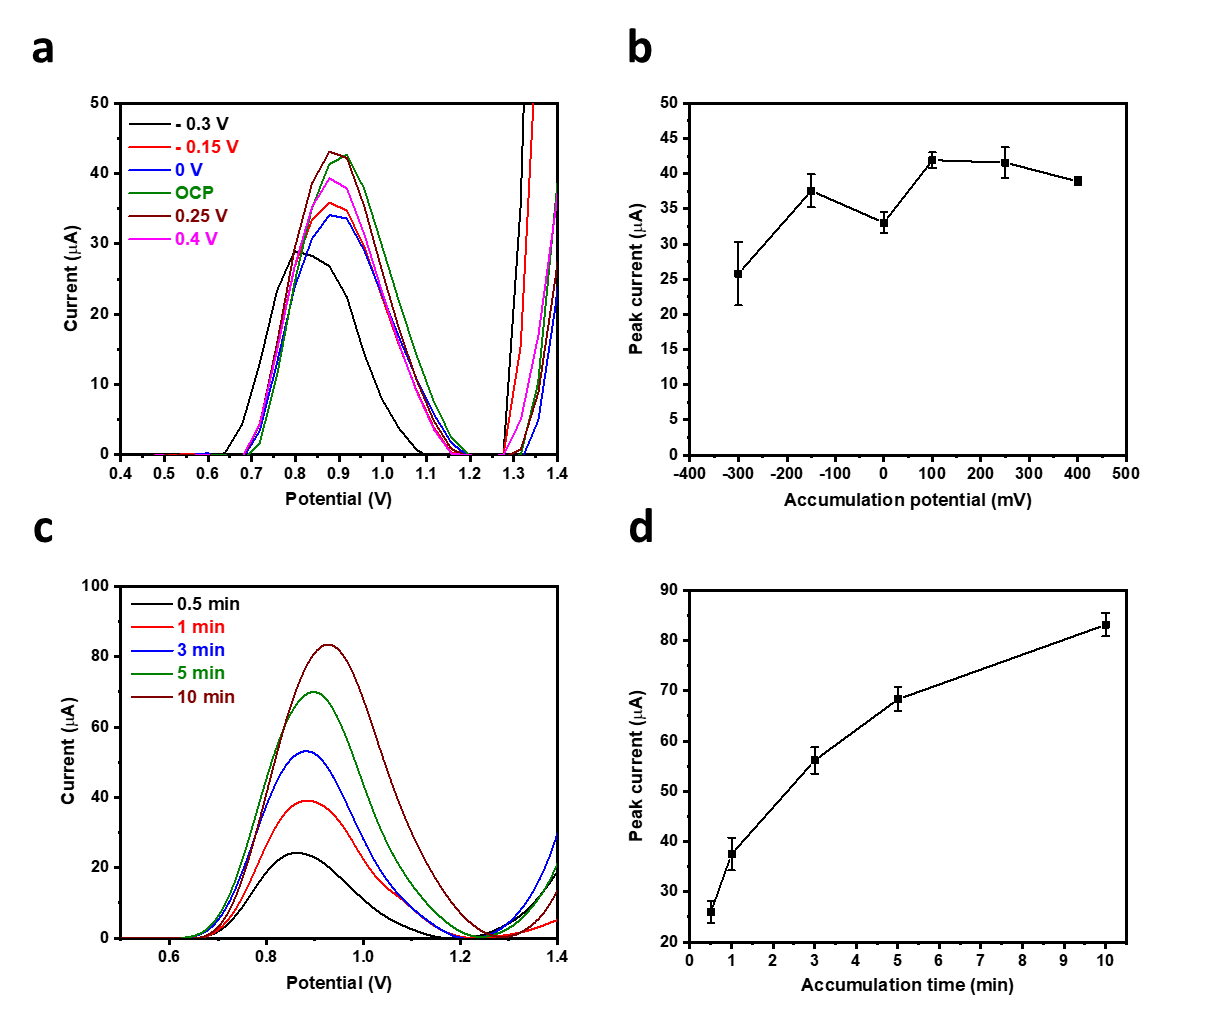 a
50
40
30
20
10
0
0.4 0.5 0.6 0.7 0.8 0.9 1.0 1.1 1.2 1.3 1.4
Current (μA)
Potential (V)
- 0.3 V
- 0.15 V
0 V
OCP
0.25 V
0.4 V
b
50
45
40
35
30
25
20
15
10
5
0
-400 -300 -200 -100 0 100 200 300 400 500
Peak current (μA)
Accumulation potential (mV)
c
100
80
60
40
20
0
0.6 0.8 1.0 1.2 1.4
Current (μA)
Potential (V)
0.5 min
1 min
3 min
5 min
10 min
d
90
80
70
60
50
40
30
20
0 1 2 3 4 5 6 7 8 9 10
Peak current (μA)
Accumulation time (min)